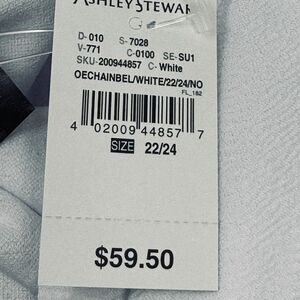 ASHLEY STEWAR
D-010 S-7028
V-771 C-0100 SE-SU1
SKU-200944857 C-White
OECHAINBEL/WHITE/22/24/NO
FL_182
4 02009 44857 7
SIZE 22/24
$59.50